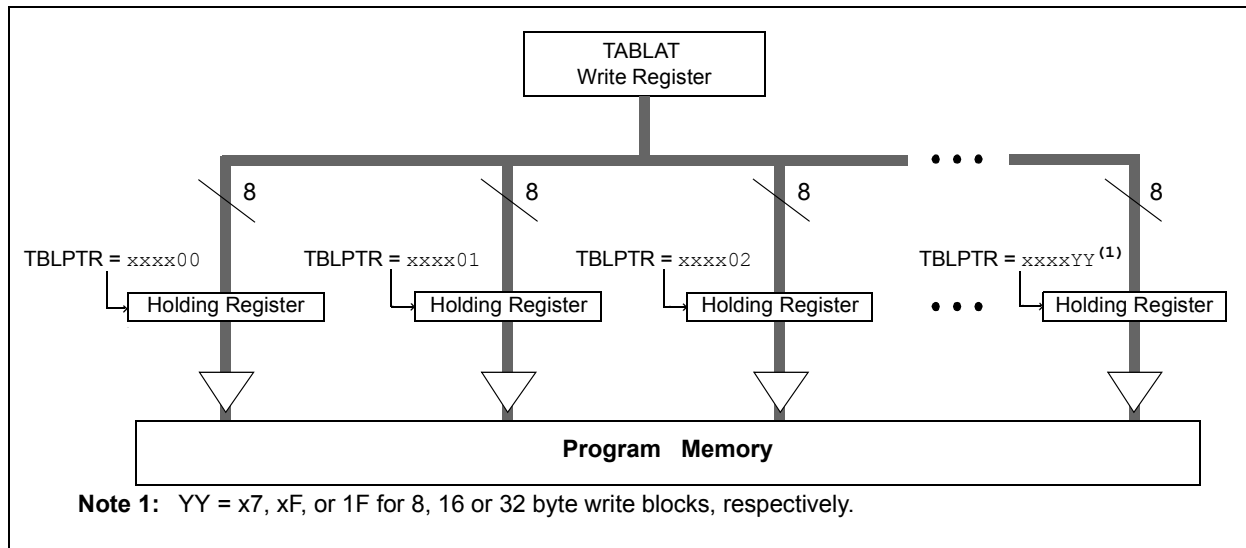 TABLAT
Write Register
• • •
8
8
8
8
TBLPTR = xxxx00
TBLPTR = xxxx01
TBLPTR = xxxx02
TBLPTR = xxxxYY(1)
Holding Register
Holding Register
Holding Register
• • •
Holding Register
Program Memory
Note 1: YY = x7, xF, or 1F for 8, 16 or 32 byte write blocks, respectively.